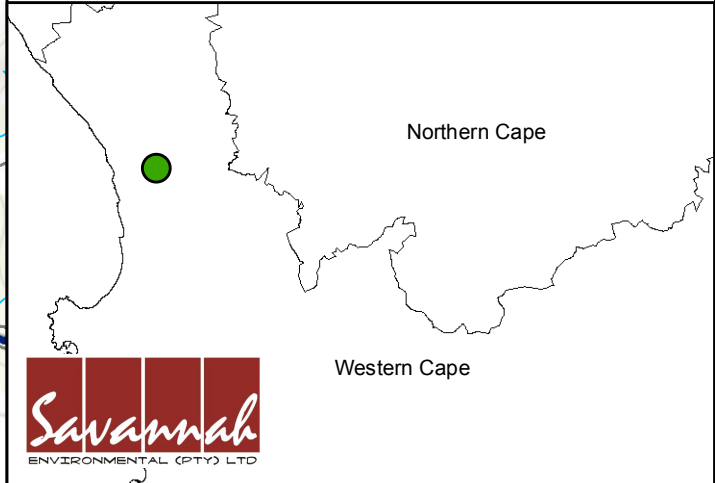 Northern Cape
Western Cape
Savannah
ENVIRONMENTAL (PTY) LTD